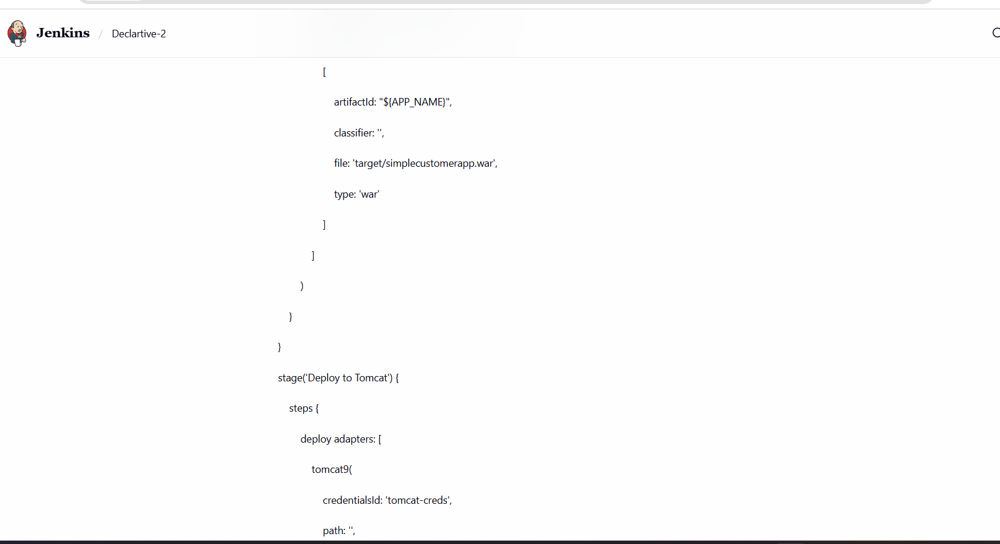 Jenkins / Declartive-2
[
artifactId: "${APP_NAME}",
classifier: '',
file: 'target/simplecustomerapp.war',
type: 'war'
]
]
)
}
}
stage('Deploy to Tomcat') {
steps {
deploy adapters: [
tomcat9(
credentialsId: 'tomcat-creds',
path: '',